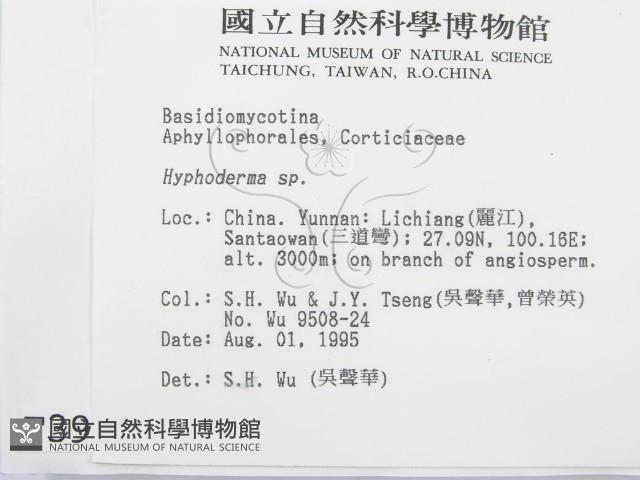 國立自然科學博物館
NATIONAL MUSEUM OF NATURAL SCIENCE
TAICHUNG, TAIWAN, R.O.CHINA
Basidiomycotina
Aphyllophorales, Corticiaceae
Hyphoderma sp.
Loc.: China. Yunnan: Lichiang(麗江),
Santaowan(三道彎); 27.09N, 100.16E;
alt. 3000m; on branch of angiosperm.
Col.: S.H. Wu & J.Y. Tseng(吳聲華,曾榮英)
No. Wu 9508-24
Date: Aug. 01, 1995
Det.: S.H. Wu (吳聲華)
國立自然科學博物館
NATIONAL MUSEUM OF NATURAL SCIENCE